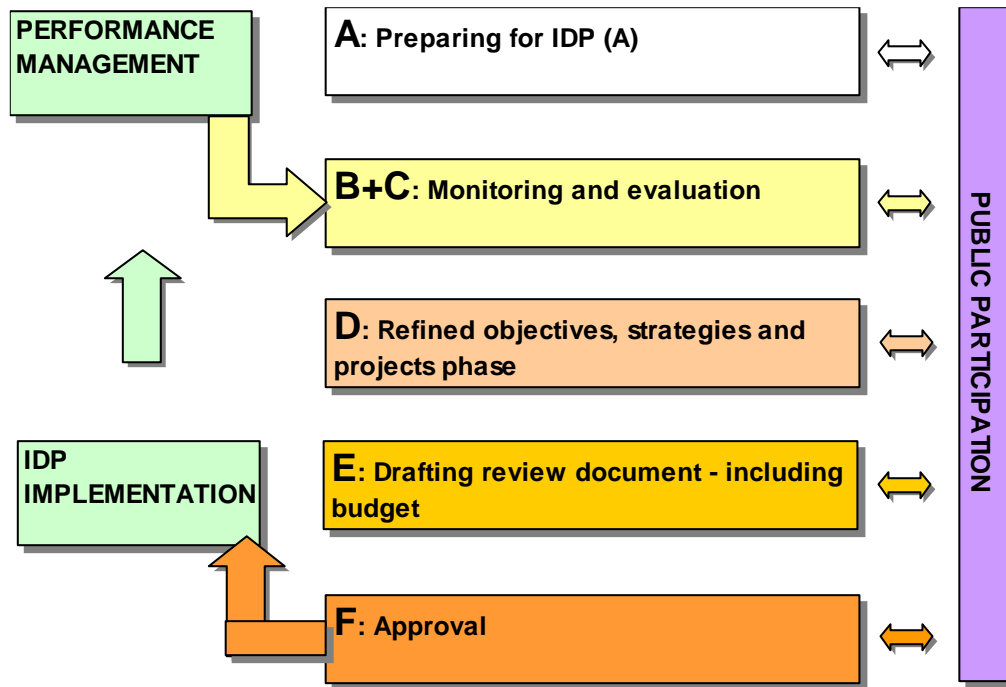 PERFORMANCE
MANAGEMENT
A: Preparing for IDP (A)
B+C: Monitoring and evaluation
D: Refined objectives, strategies and
projects phase
IDP
IMPLEMENTATION
E: Drafting review document - including
budget
F: Approval
PUBLIC PARTICIPATION